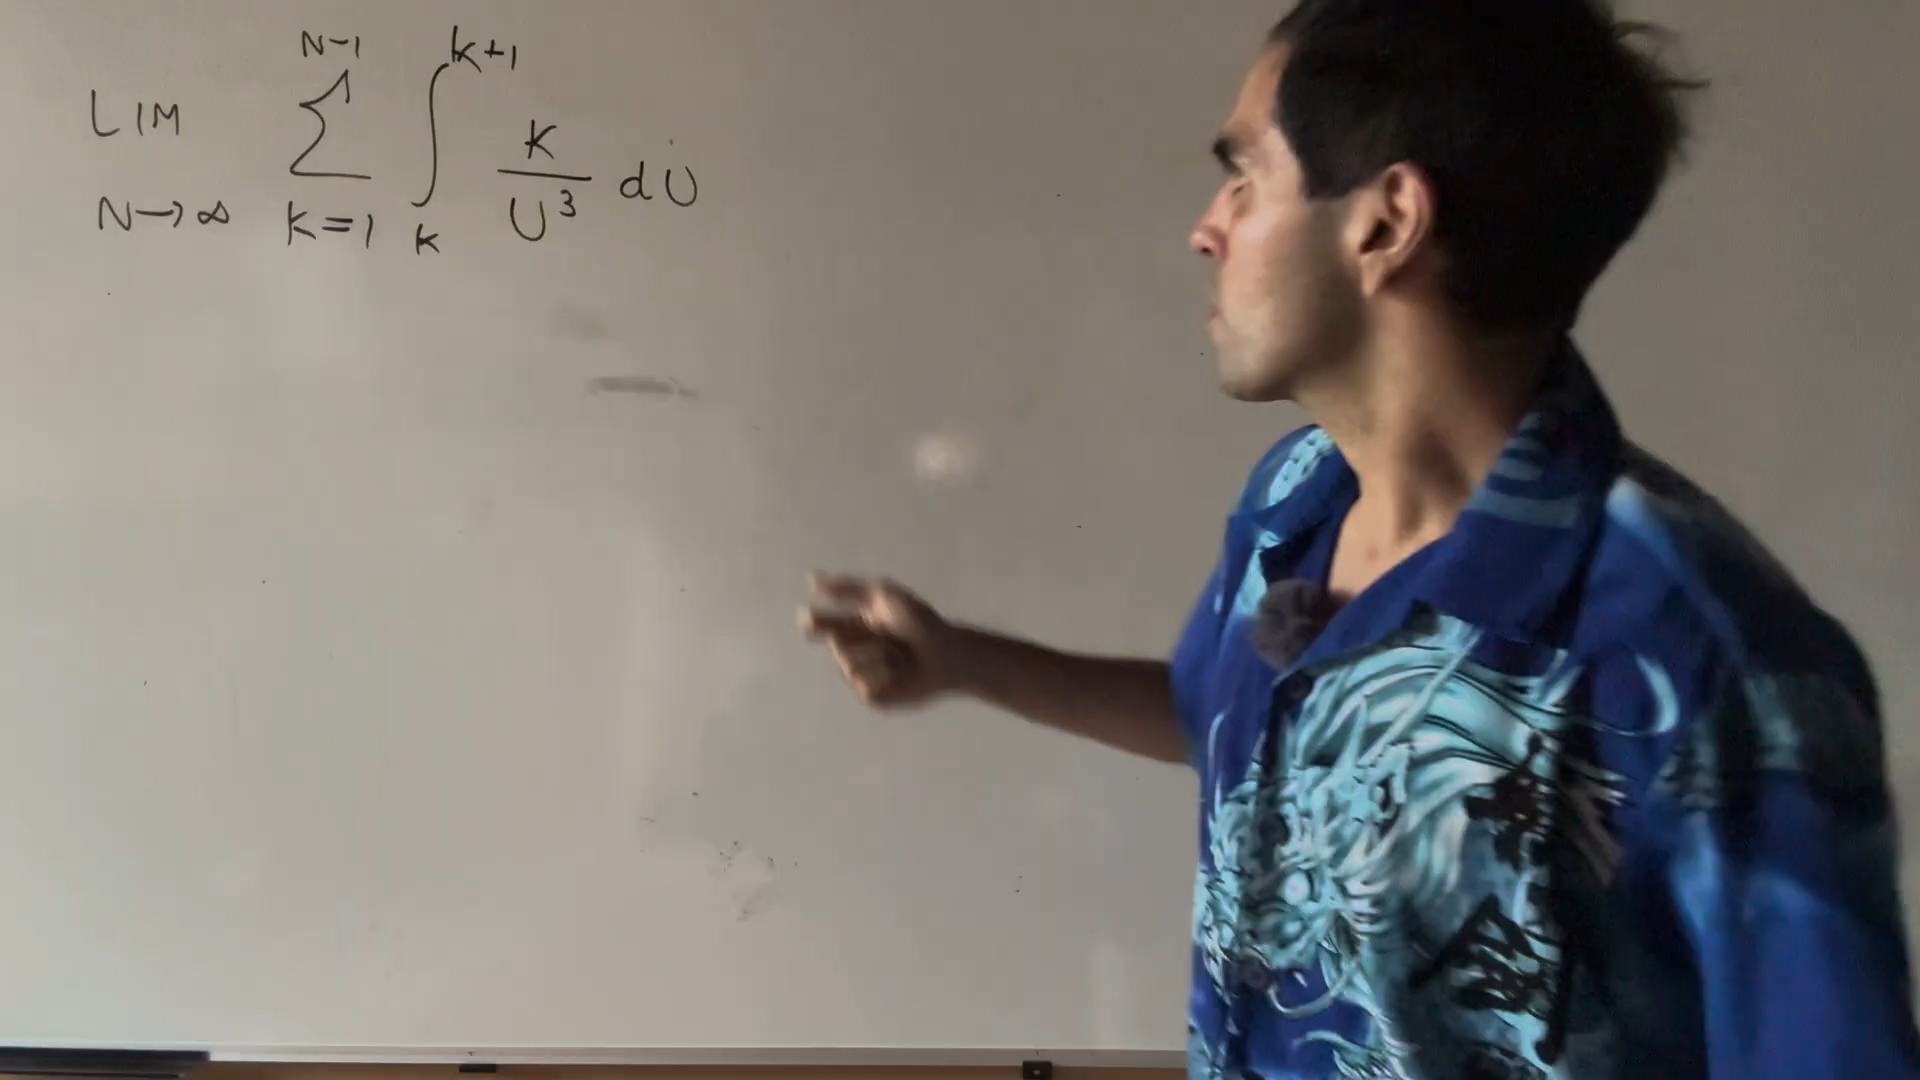 LIM N→∞ N-1 ∑ K=1 ∫ K K+1 K/U³ dU